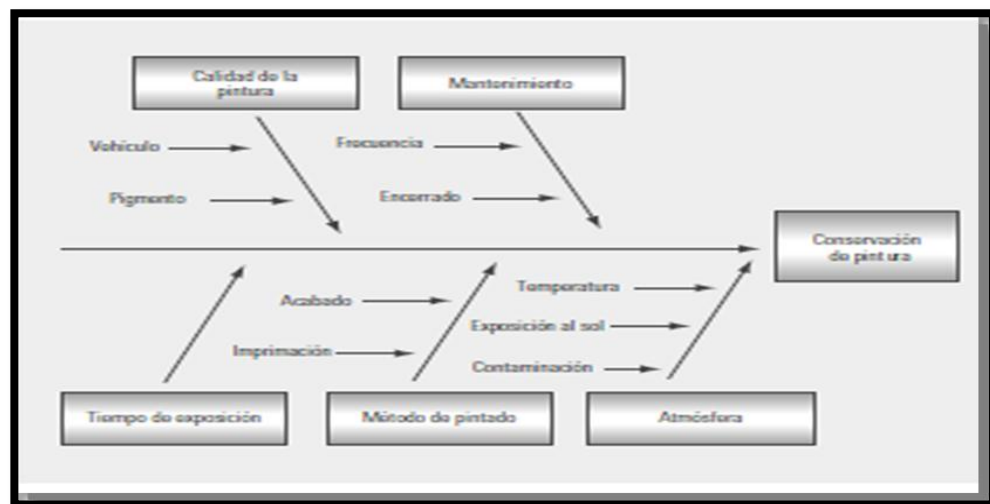 Calidad de la
pintura
Mantenimiento
Vehículo
Frecuencia
Pigmento
Encerrado
Conservación
de pintura
Temperatura
Acabado
Exposición al sol
Imprimación
Contaminación
Tiempo de exposición
Método de pintado
Atmósfera